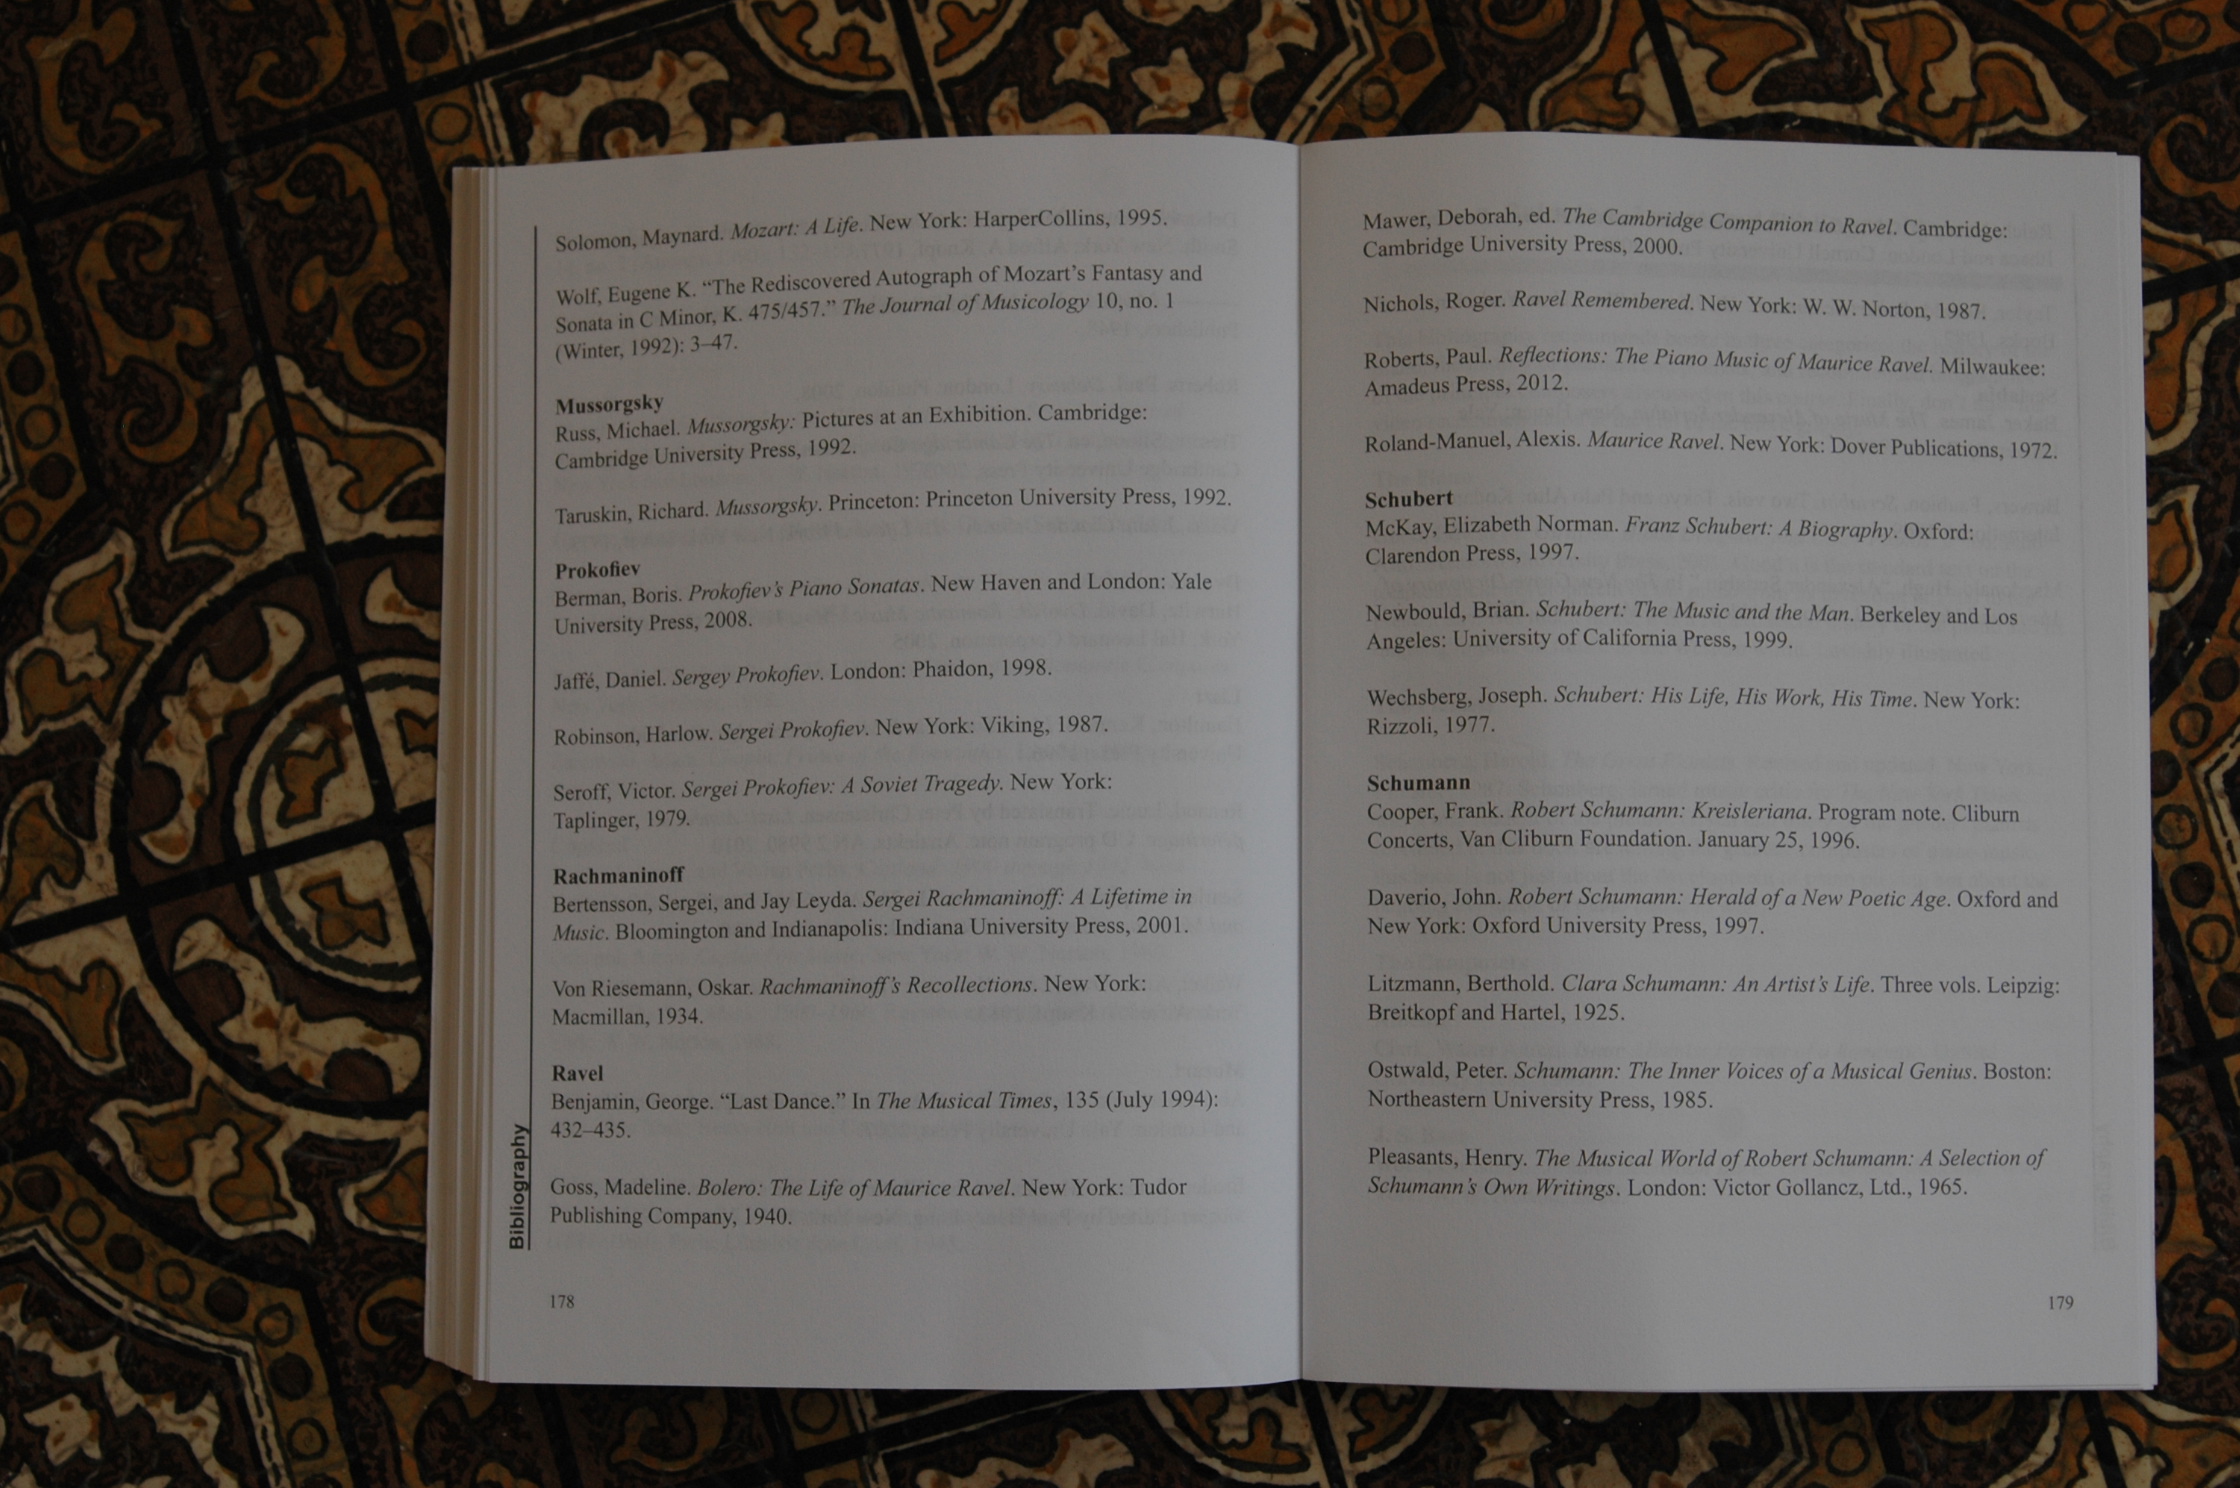 Bibliography
Solomon, Maynard. Mozart: A Life. New York: HarperCollins, 1995.
Wolf, Eugene K. “The Rediscovered Autograph of Mozart’s Fantasy and
Sonata in C Minor, K. 475/457.” The Journal of Musicology 10, no. 1
(Winter, 1992): 3–47.
Mussorgsky
Russ, Michael. Mussorgsky: Pictures at an Exhibition. Cambridge:
Cambridge University Press, 1992.
Taruskin, Richard. Mussorgsky. Princeton: Princeton University Press, 1992.
Prokofiev
Berman, Boris. Prokofiev’s Piano Sonatas. New Haven and London: Yale
University Press, 2008.
Jaffé, Daniel. Sergey Prokofiev. London: Phaidon, 1998.
Robinson, Harlow. Sergei Prokofiev. New York: Viking, 1987.
Seroff, Victor. Sergei Prokofiev: A Soviet Tragedy. New York:
Taplinger, 1979.
Rachmaninoff
Bertensson, Sergei, and Jay Leyda. Sergei Rachmaninoff: A Lifetime in
Music. Bloomington and Indianapolis: Indiana University Press, 2001.
Von Riesemann, Oskar. Rachmaninoff’s Recollections. New York:
Macmillan, 1934.
Ravel
Benjamin, George. “Last Dance.” In The Musical Times, 135 (July 1994):
432–435.
Goss, Madeline. Bolero: The Life of Maurice Ravel. New York: Tudor
Publishing Company, 1940.
178
Mawer, Deborah, ed. The Cambridge Companion to Ravel. Cambridge:
Cambridge University Press, 2000.
Nichols, Roger. Ravel Remembered. New York: W. W. Norton, 1987.
Roberts, Paul. Reflections: The Piano Music of Maurice Ravel. Milwaukee:
Amadeus Press, 2012.
Roland-Manuel, Alexis. Maurice Ravel. New York: Dover Publications, 1972.
Schubert
McKay, Elizabeth Norman. Franz Schubert: A Biography. Oxford:
Clarendon Press, 1997.
Newbould, Brian. Schubert: The Music and the Man. Berkeley and Los
Angeles: University of California Press, 1999.
Wechsberg, Joseph. Schubert: His Life, His Work, His Time. New York:
Rizzoli, 1977.
Schumann
Cooper, Frank. Robert Schumann: Kreisleriana. Program note. Cliburn
Concerts, Van Cliburn Foundation. January 25, 1996.
Daverio, John. Robert Schumann: Herald of a New Poetic Age. Oxford and
New York: Oxford University Press, 1997.
Litzmann, Berthold. Clara Schumann: An Artist’s Life. Three vols. Leipzig:
Breitkopf and Hartel, 1925.
Ostwald, Peter. Schumann: The Inner Voices of a Musical Genius. Boston:
Northeastern University Press, 1985.
Pleasants, Henry. The Musical World of Robert Schumann: A Selection of
Schumann’s Own Writings. London: Victor Gollancz, Ltd., 1965.
179